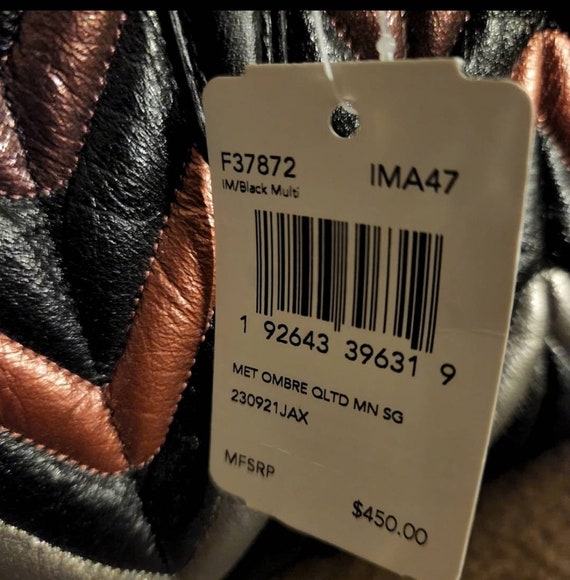 F37872 IMA47
IM/Black Multi
1 92643 39631 9
MET OMBRE QLTD MN SG
230921JAX
MFSRP
$450.00